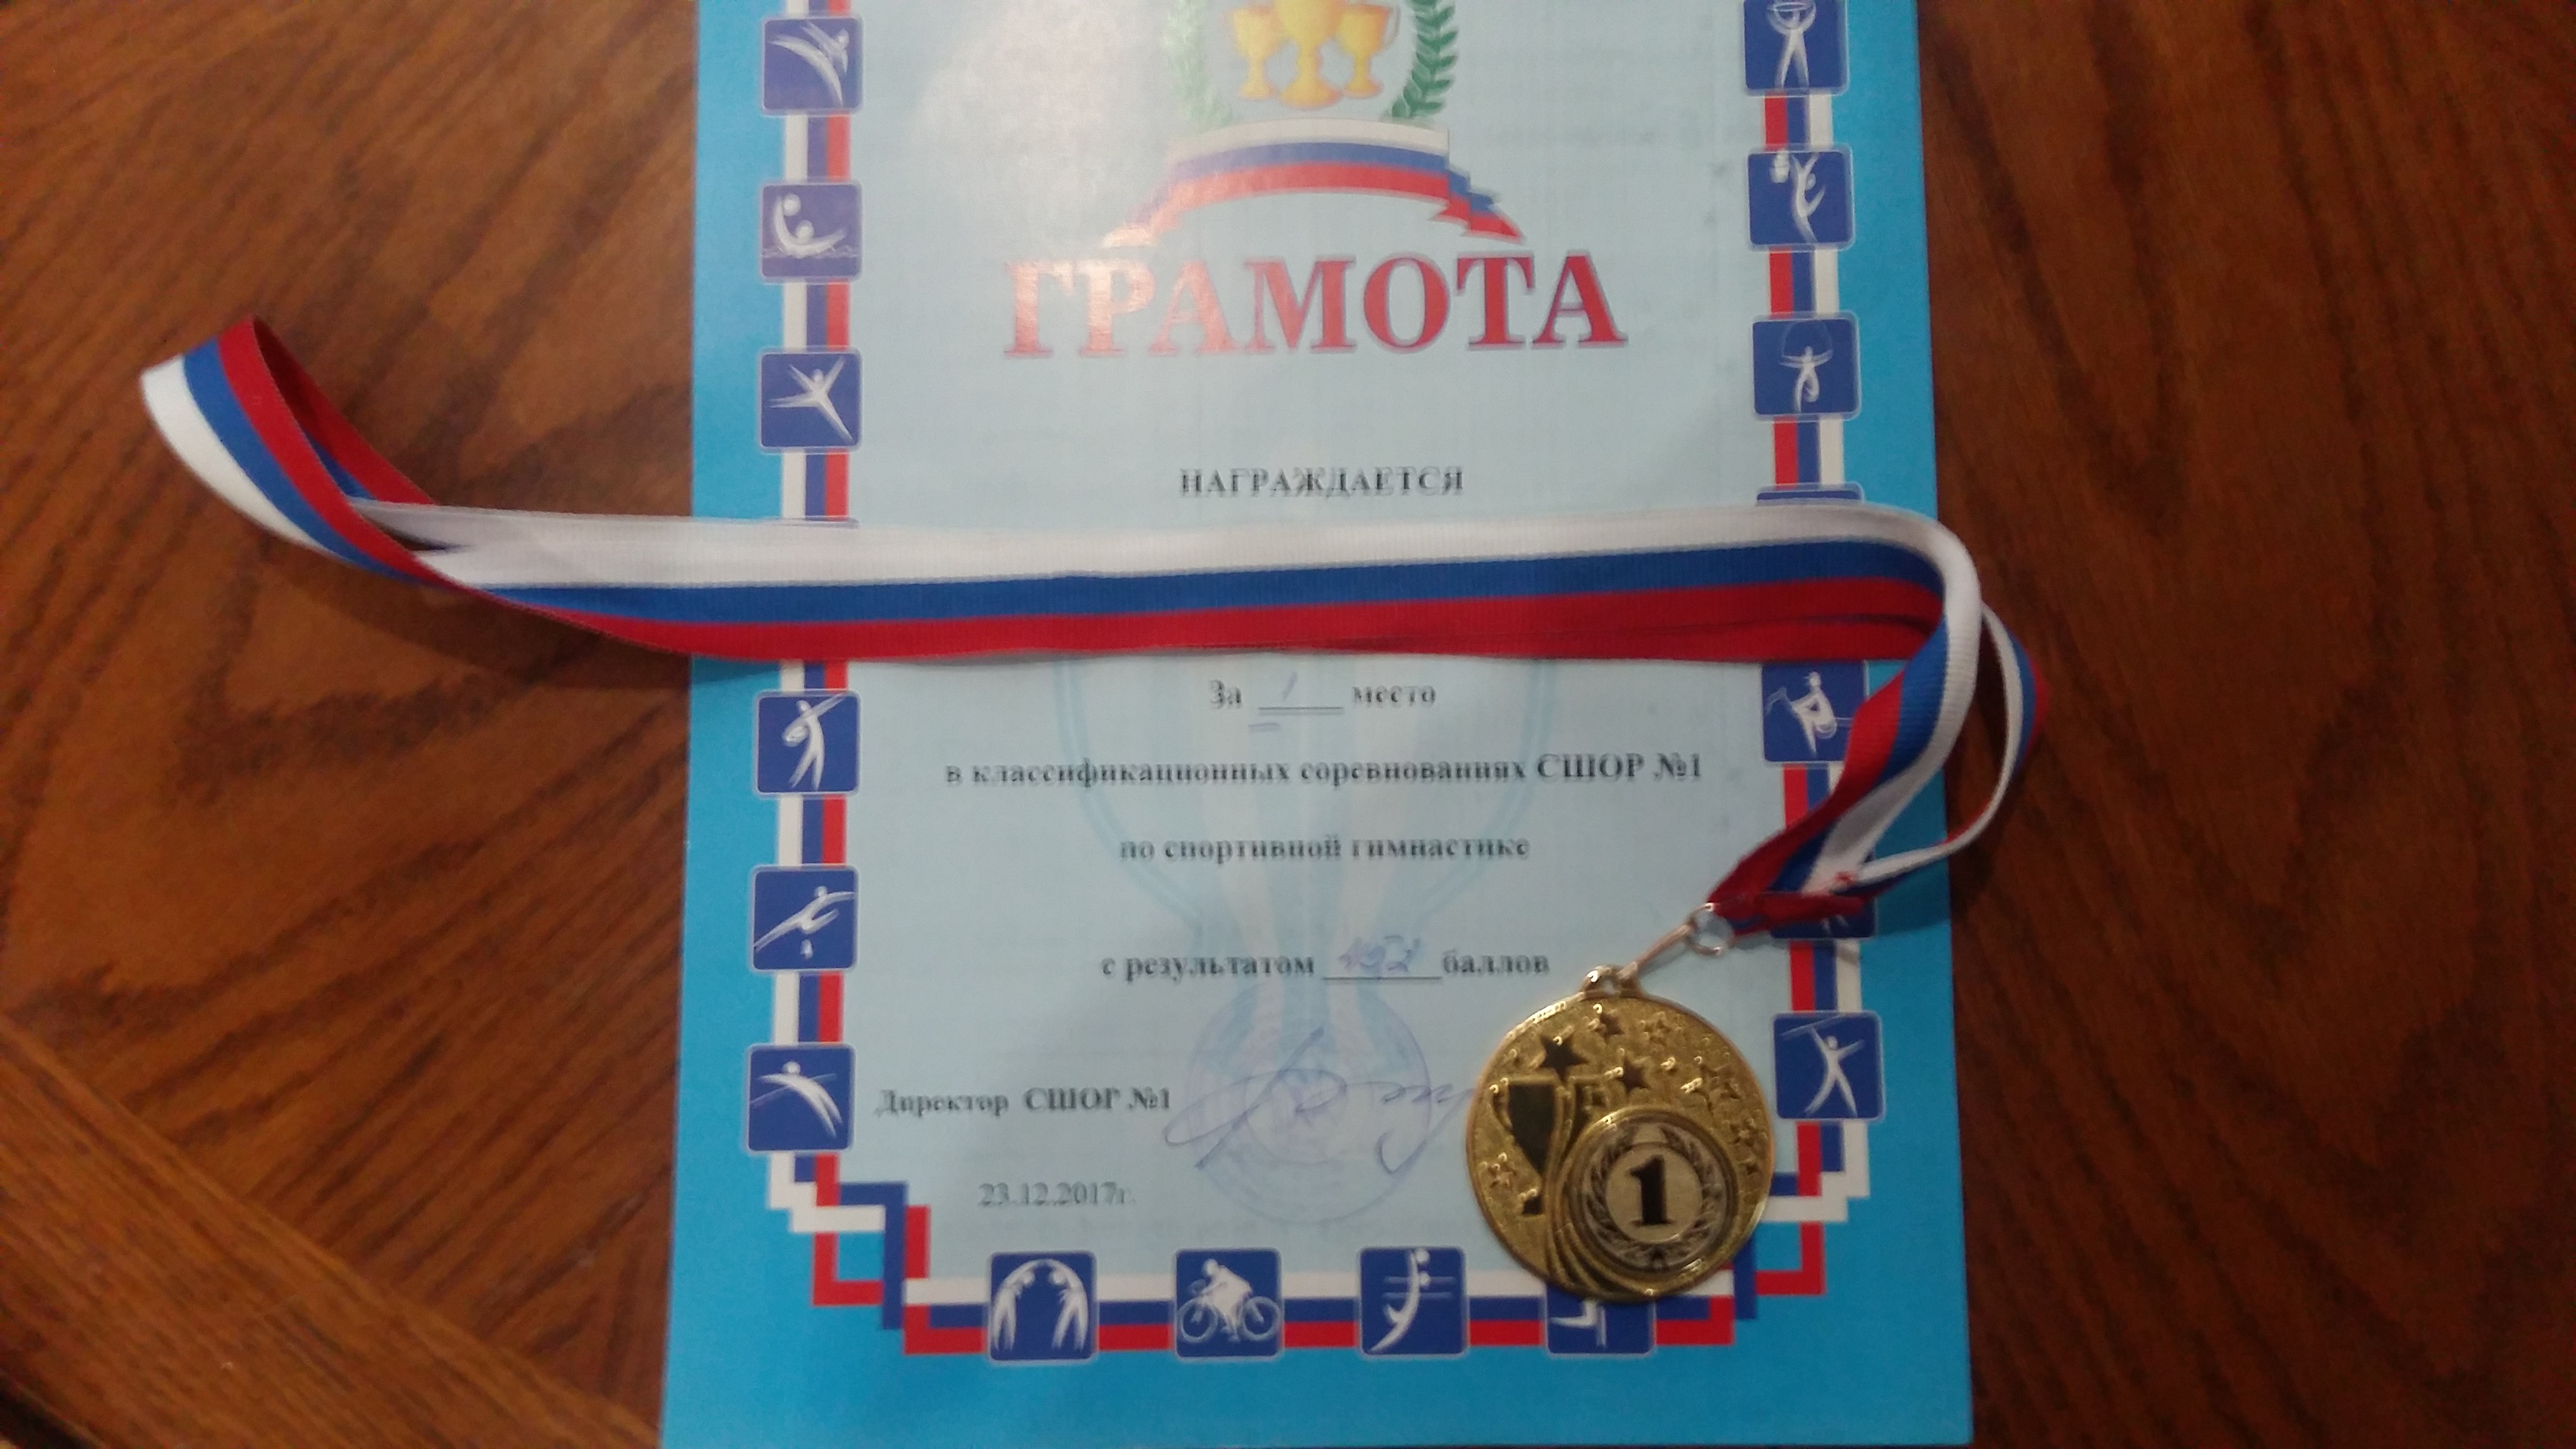 ГРАМОТА
НАГРАЖДАЕТСЯ
За 1 место
в классификационных соревнованиях СШОР №1
по спортивной гимнастике
с результатом баллов
Директор СШОР №1
23.12.2017г.
1